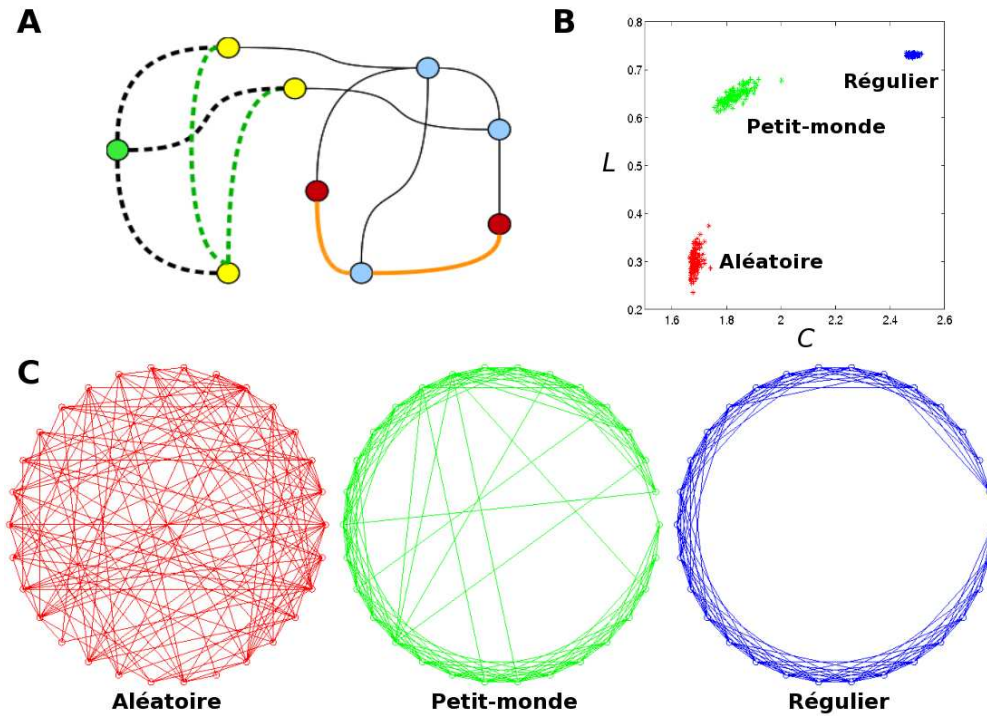 A
B
0.8
0.7
0.6
0.5
0.4
0.3
0.2
L
Régulier
Petit-monde
Aléatoire
1.6
1.8
2
2.2
2.4
2.6
C
C
Aléatoire
Petit-monde
Régulier